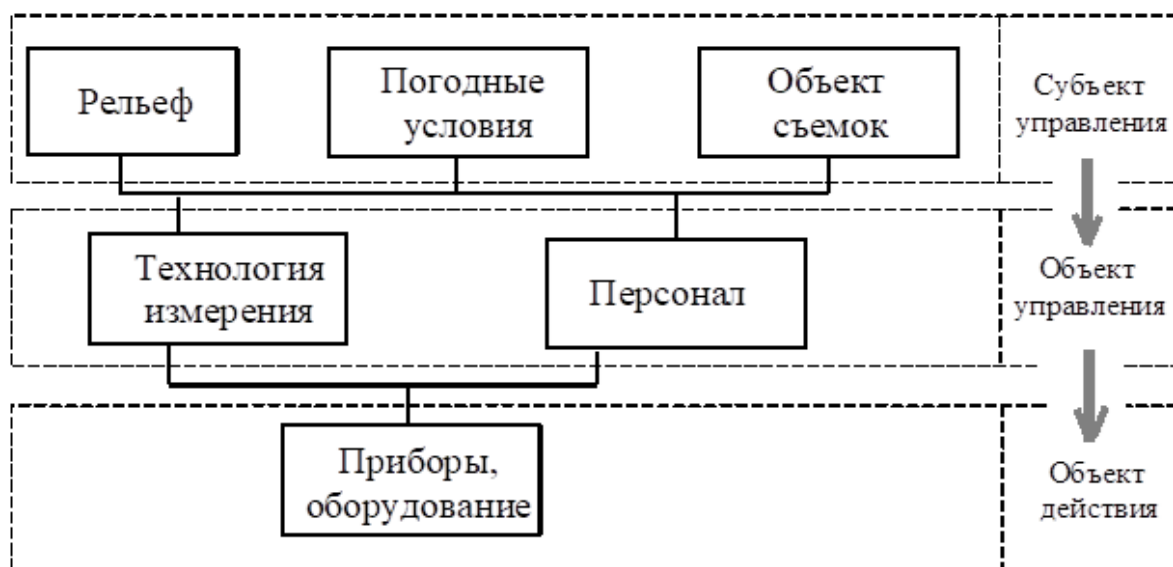 Рельеф
Погодные
условия
Объект
съемок
Субъект
управления
Технология
измерения
Персонал
Объект
управления
Приборы,
оборудование
Объект
действия